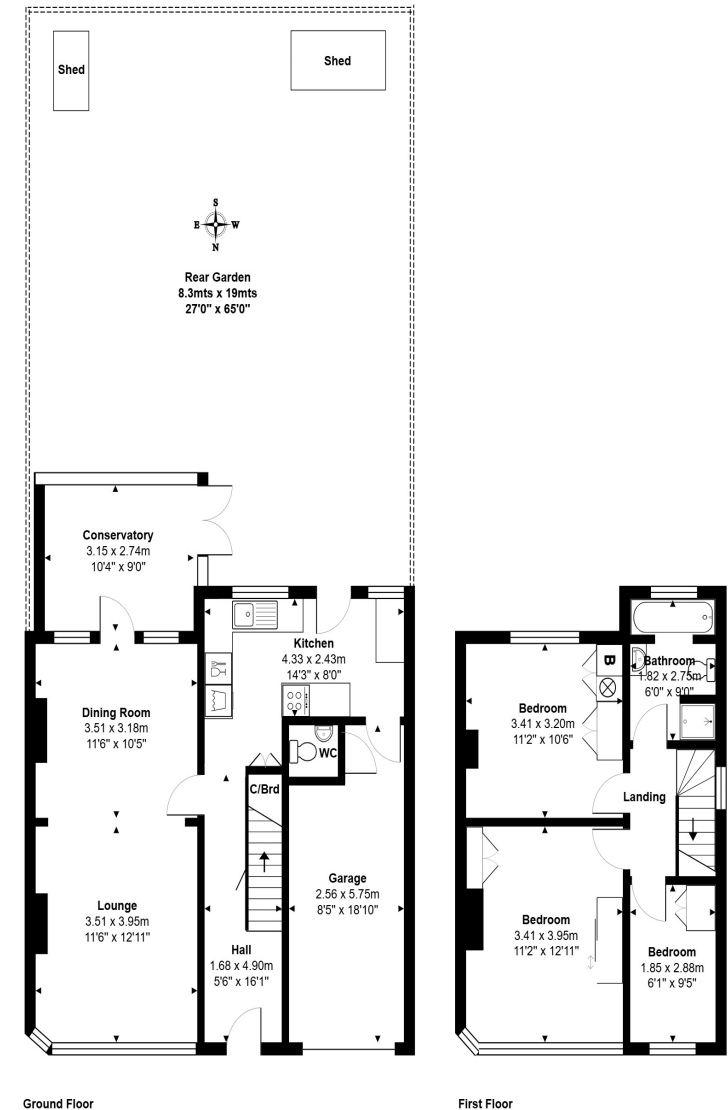 Shed
Shed
S
E W
N
Rear Garden
8.3mts x 19mts
27'0" x 65'0"
Conservatory
3.15 x 2.74m
10'4" x 9'0"
Kitchen
4.33 x 2.43m
14'3" x 8'0"
Dining Room
3.51 x 3.18m
11'6" x 10'5"
WC
C/Brd
Lounge
3.51 x 3.95m
11'6" x 12'11"
Garage
2.56 x 5.75m
8'5" x 18'10"
Hall
1.68 x 4.90m
5'6" x 16'1"
Ground Floor
B
Bathroom
1.82 x 2.75m
6'0" x 9'0"
Bedroom
3.41 x 3.20m
11'2" x 10'6"
Landing
Bedroom
3.41 x 3.95m
11'2" x 12'11"
Bedroom
1.85 x 2.88m
6'1" x 9'5"
First Floor